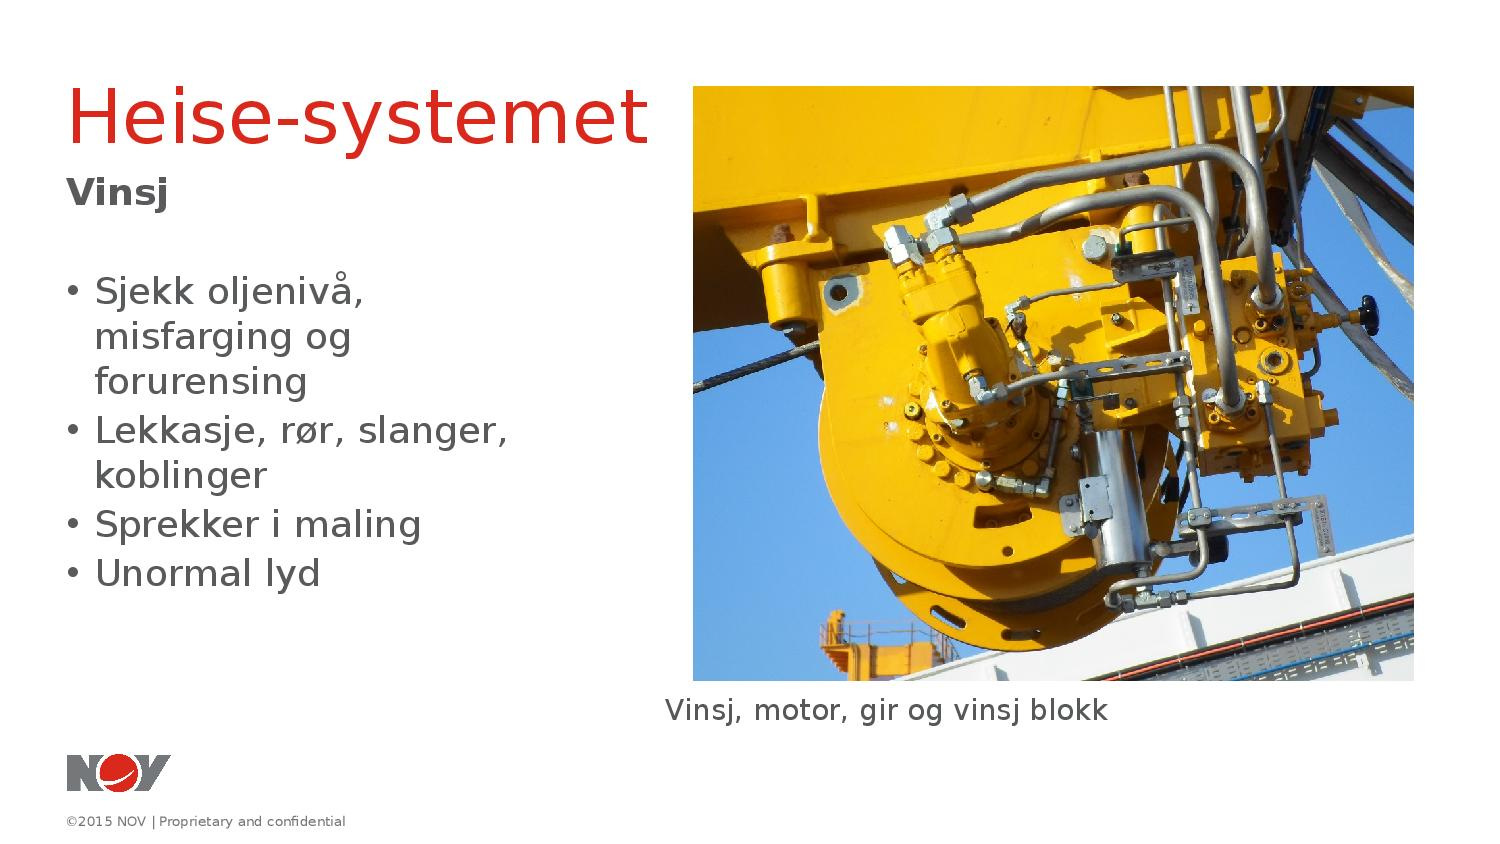 Heise-systemet
Vinsj
• Sjekk oljenivå,
misfarging og
forurensing
• Lekkasje, rør, slanger,
koblinger
• Sprekker i maling
• Unormal lyd
Vinsj, motor, gir og vinsj blokk
NOV
©2015 NOV | Proprietary and confidential